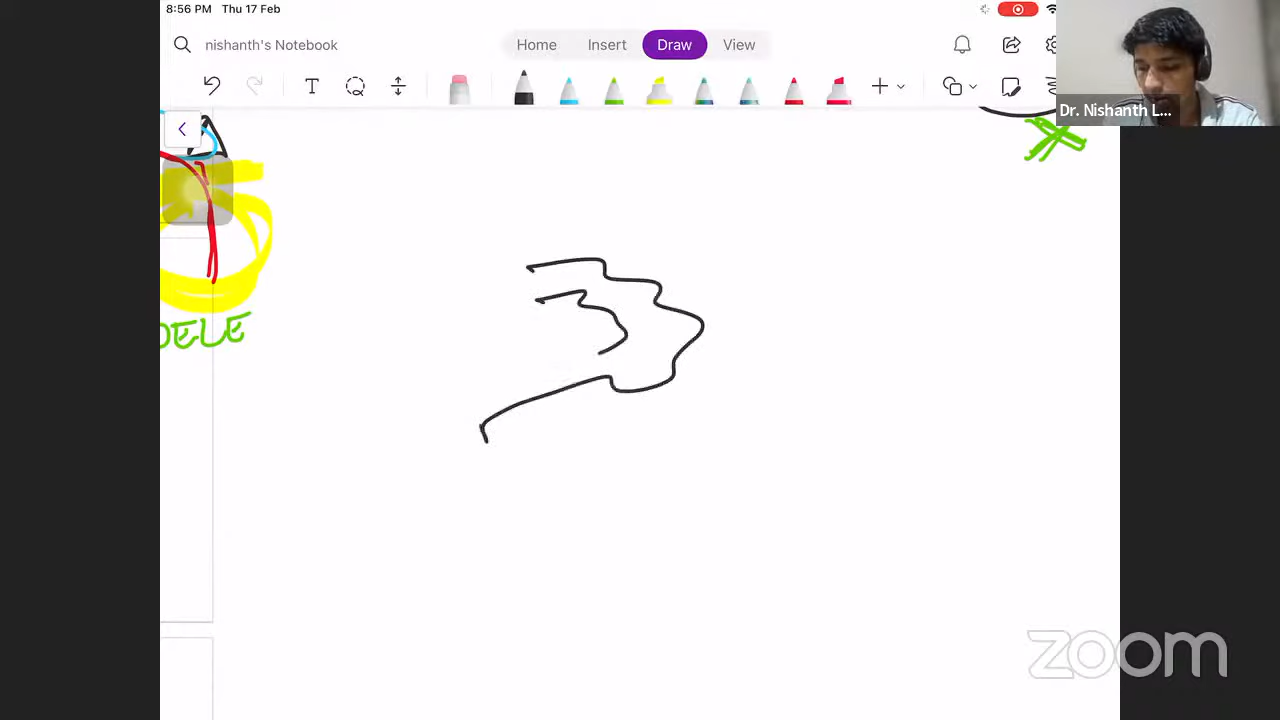 8:56 PM Thu 17 Feb
nishanth's Notebook
Home Insert Draw View
T
Dr. Nishanth L...
DELE
zoom